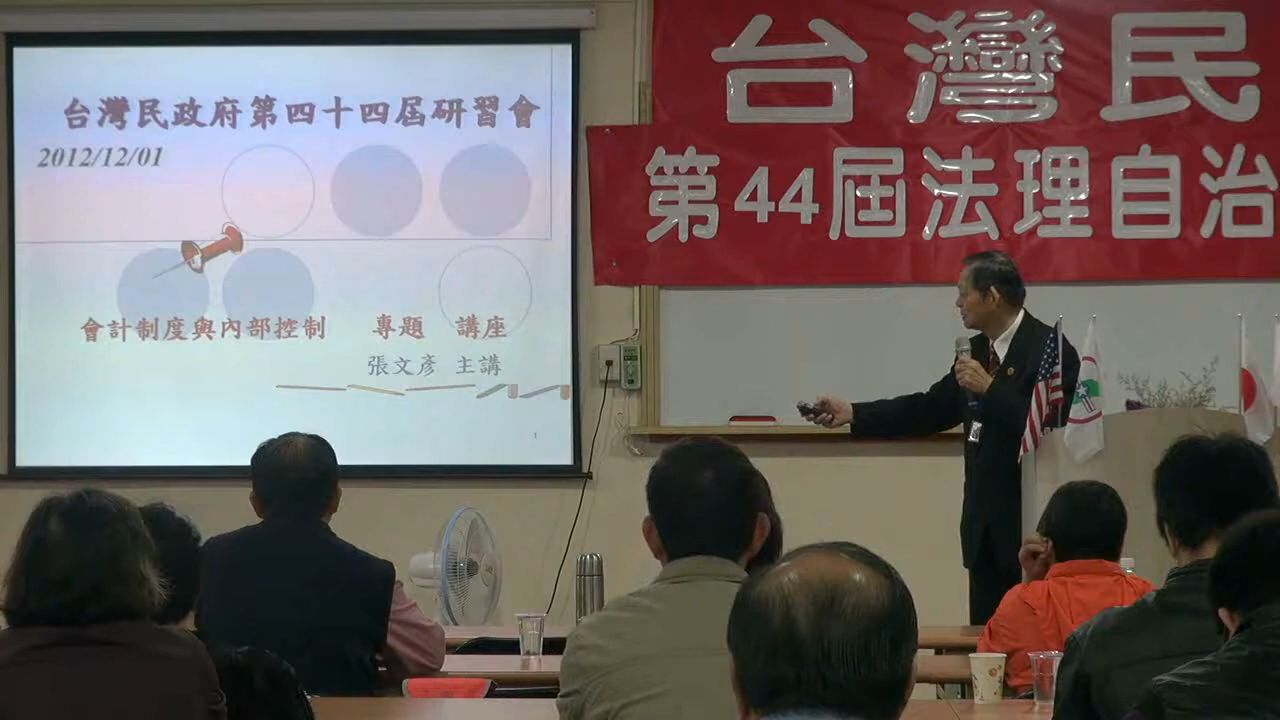 台灣民政府第四十四屆研習會
2012/12/01
會計制度與內部控制 專題 講座
張文彥 主講
1
台灣民
第44屆法理自治